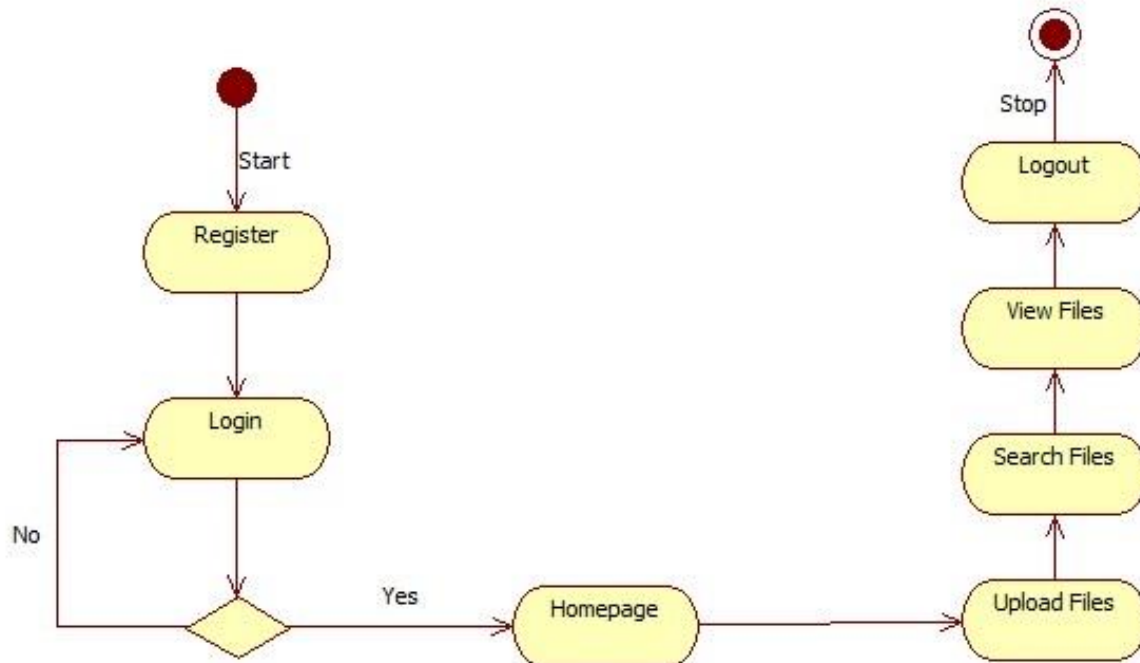 Start
Register
Login
No
Yes
Homepage
Upload Files
Search Files
View Files
Logout
Stop